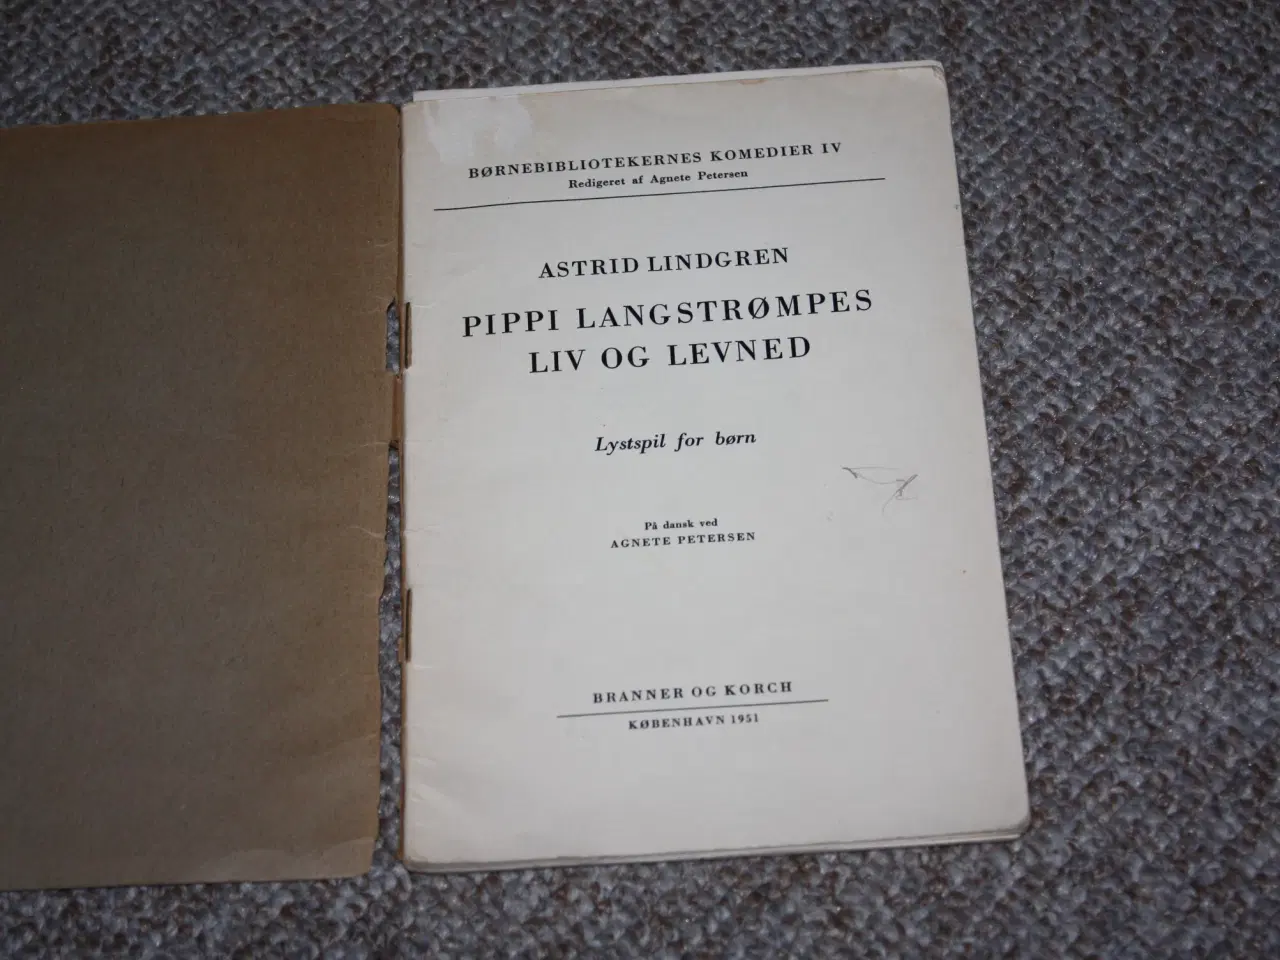 BØRNEBIBLIOTEKERNES KOMEDIER IV
Redigeret af Agnete Petersen
ASTRID LINDGREN
PIPPI LANGSTRØMPES
LIV OG LEVNED
Lystspil for børn
På dansk ved
AGNETE PETERSEN
BRANNER OG KORCH
KØBENHAVN 1951